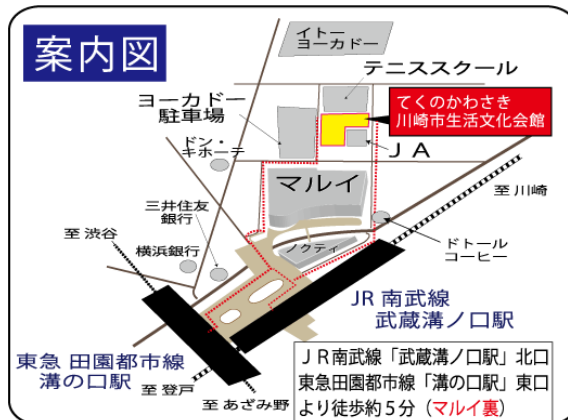 案内図
イトー
ヨーカドー
テニススクール
ヨーカドー
駐車場
てくのかわさき
川崎市生活文化会館
ドン・
キホーテ
ＪＡ
マルイ
至 川崎
三井住友
銀行
至 渋谷
横浜銀行
ノクティ
ドトール
コーヒー
JR 南武線
武蔵溝ノ口駅
東急 田園都市線
溝の口駅
至 登戸
至 あざみ野
ＪＲ南武線「武蔵溝ノ口駅」北口
東急田園都市線「溝の口駅」東口
より徒歩約５分（マルイ裏）